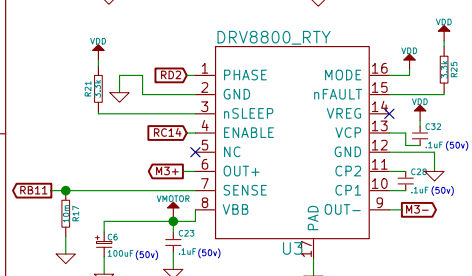 DRV8800_RTY
VDD
R21
3.3k
RD2
1 PHASE
2 GND
3 nSLEEP
RC14
4 ENABLE
5 NC
M3+
6 OUT+
RB11
7 SENSE
8 VBB
MODE 16
nFAULT 15
VREG 14
VCP 13
GND 12
CP2 11
CP1 10
OUT- 9
M3-
PAD
17
U3
VDD
VDD
R25
3.3k
VDD
C32
.1uF (50v)
C28
.1uF (50v)
10m
R17
VMOTOR
C6
100uF (50v)
C23
.1uF (50v)